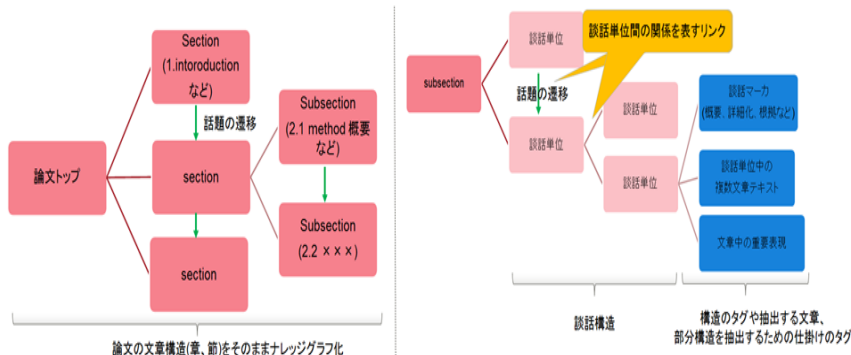 Section
(1.intoroduction
など)
話題の遷移
論文トップ
section
section
Subsection
(2.1 method 概要
など)
Subsection
(2.2 ×××)
論文の文章構造(章、節)をそのままナレッジグラフ化
subsection
談話単位
談話単位間の関係を表すリンク
話題の遷移
談話単位
談話単位
談話単位
談話マーカ
(概要、詳細化、根拠など)
談話単位中の
複数文章テキスト
文章中の重要表現
談話構造
構造のタグや抽出する文章、
部分構造を抽出するための仕掛けのタグ